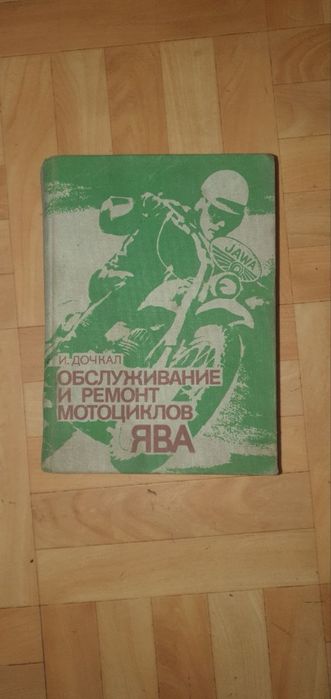 JAWA
И. ДОЧКАЛ
ОБСЛУЖИВАНИЕ
И РЕМОНТ
МОТОЦИКЛОВ
ЯВА